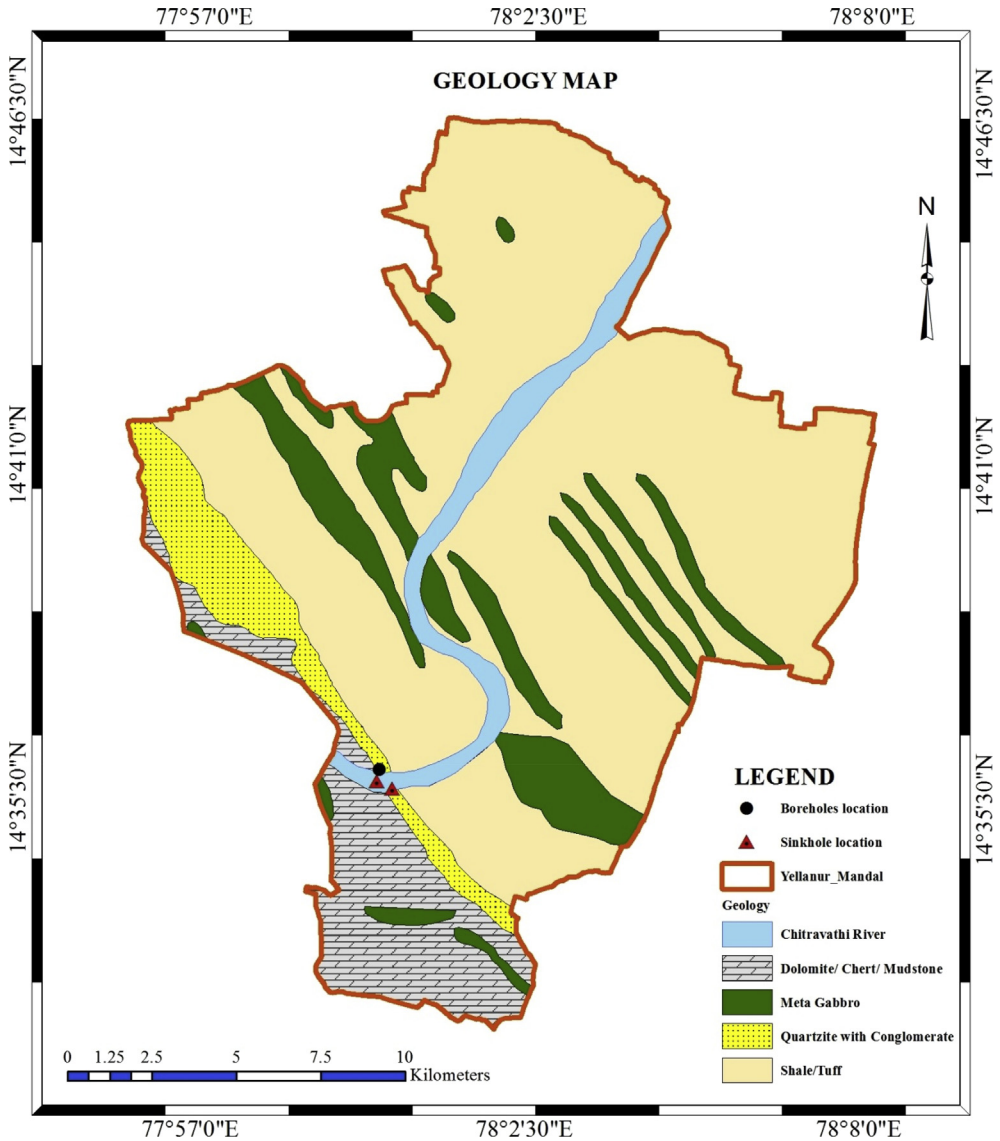 77°57'0"E 78°2'30"E 78°8'0"E
GEOLOGY MAP
14°46'30"N 14°46'30"N
N
14°41'0"N 14°41'0"N
14°35'30"N 14°35'30"N
LEGEND
Boreholes location
Sinkhole location
Yellanur_Mandal
Geology
Chitravathi River
Dolomite/ Chert/ Mudstone
Meta Gabbro
Quartzite with Conglomerate
Shale/Tuff
0 1.25 2.5 5 7.5 10
Kilometers
77°57'0"E 78°2'30"E 78°8'0"E